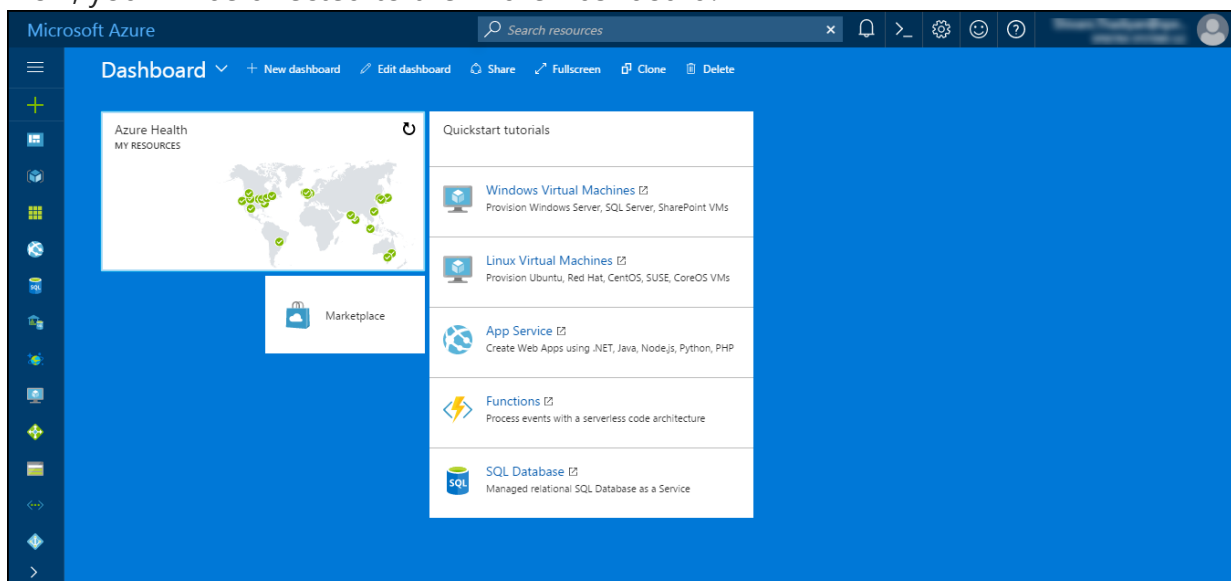 Microsoft Azure
Search resources
Dashboard
New dashboard
Edit dashboard
Share
Fullscreen
Clone
Delete
Azure Health
MY RESOURCES
Marketplace
Quickstart tutorials
Windows Virtual Machines
Provision Windows Server, SQL Server, SharePoint VMs
Linux Virtual Machines
Provision Ubuntu, Red Hat, CentOS, SUSE, CoreOS VMs
App Service
Create Web Apps using .NET, Java, Node.js, Python, PHP
Functions
Process events with a serverless code architecture
SQL
SQL Database
Managed relational SQL Database as a Service
SQL